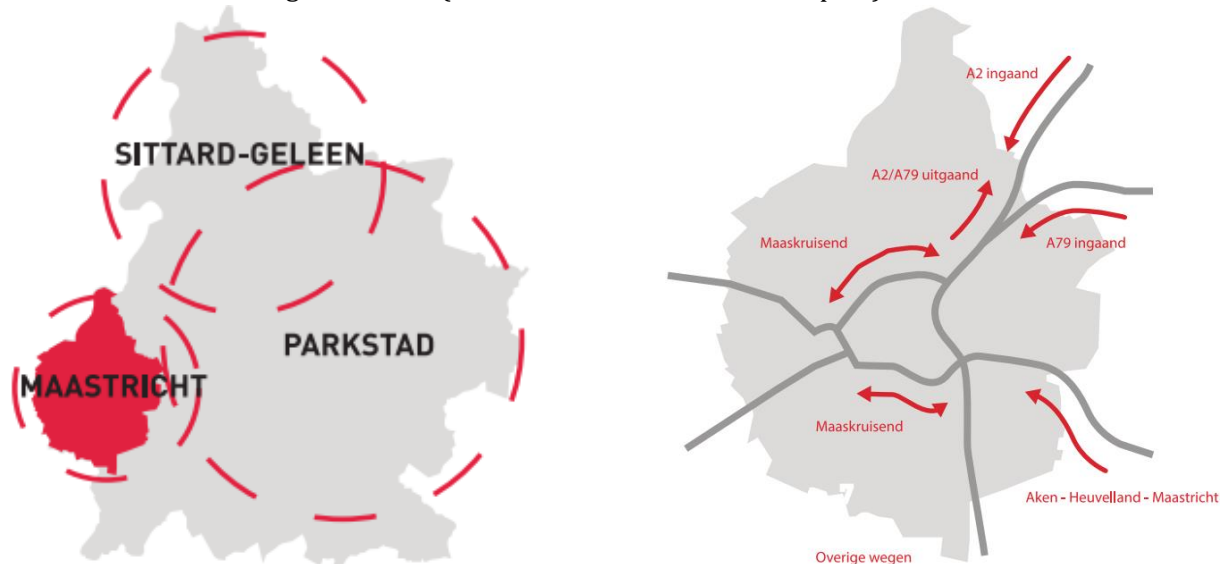 SITTARD-GELEEN
PARKSTAD
MAASTRICHT
A2 ingaand
A2/A79 uitgaand
Maaskruisend
A79 ingaand
Maaskruisend
Aken - Heuvelland - Maastricht
Overige wegen